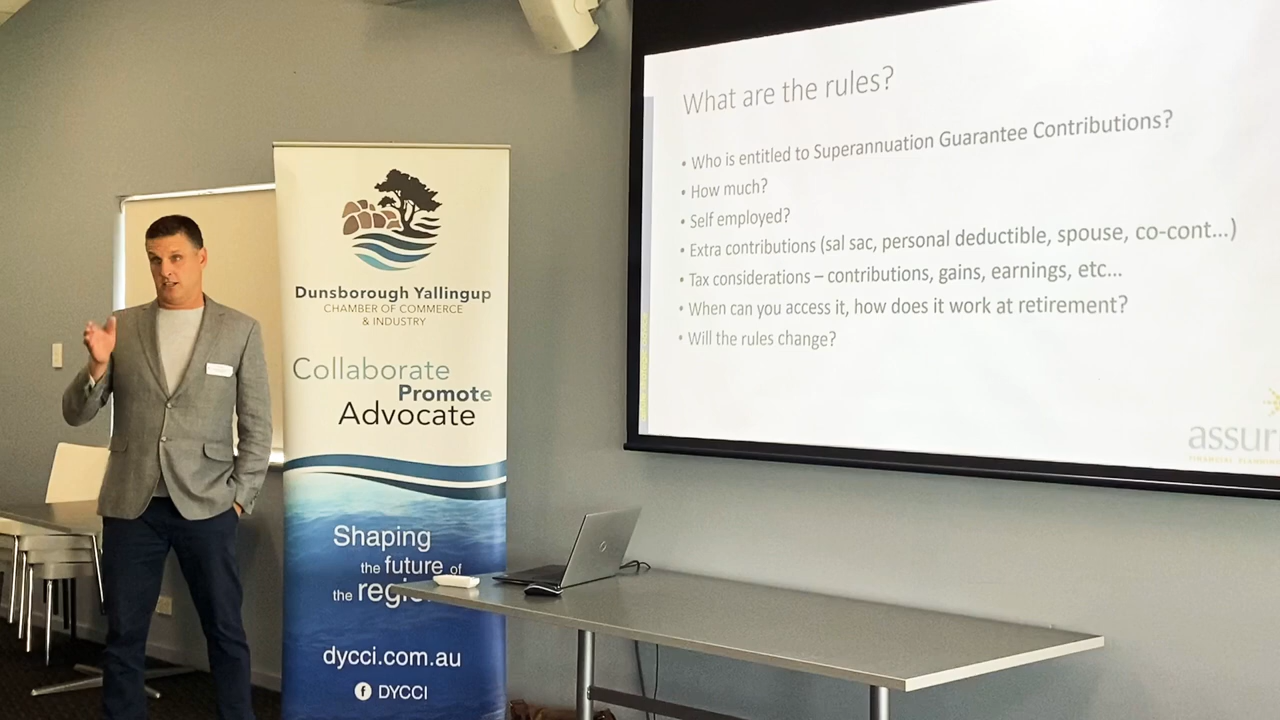 Dunsborough Yallingup
CHAMBER OF COMMERCE
& INDUSTRY
Collaborate
Promote
Advocate
Shaping
the future of
the
dycci.com.au
DYCCI
What are the rules?
• Who is entitled to Superannuation Guarantee Contributions?
• How much?
• Self employed?
• Extra contributions (sal sac, personal deductible, spouse, co-cont...)
• Tax considerations – contributions, gains, earnings, etc...
• When can you access it, how does it work at retirement?
• Will the rules change?
assur
FINANCIAL PLANNING